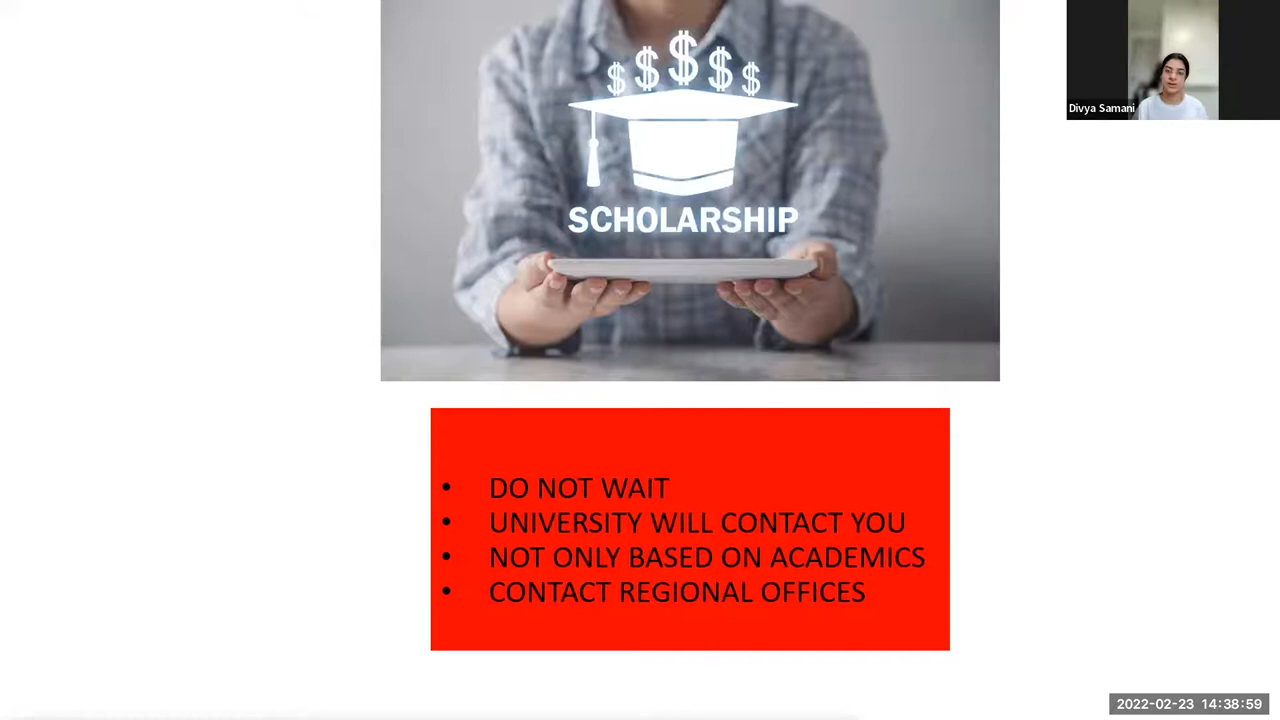 $ $ $ $ $
SCHOLARSHIP
Divya Samani
• DO NOT WAIT
• UNIVERSITY WILL CONTACT YOU
• NOT ONLY BASED ON ACADEMICS
• CONTACT REGIONAL OFFICES
2022-02-23 14:38:59